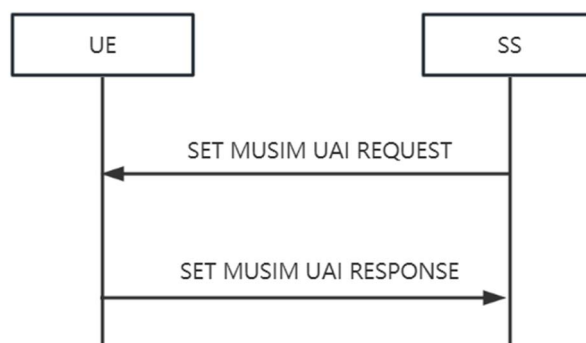 UE
SS
SET MUSIM UAI REQUEST
SET MUSIM UAI RESPONSE